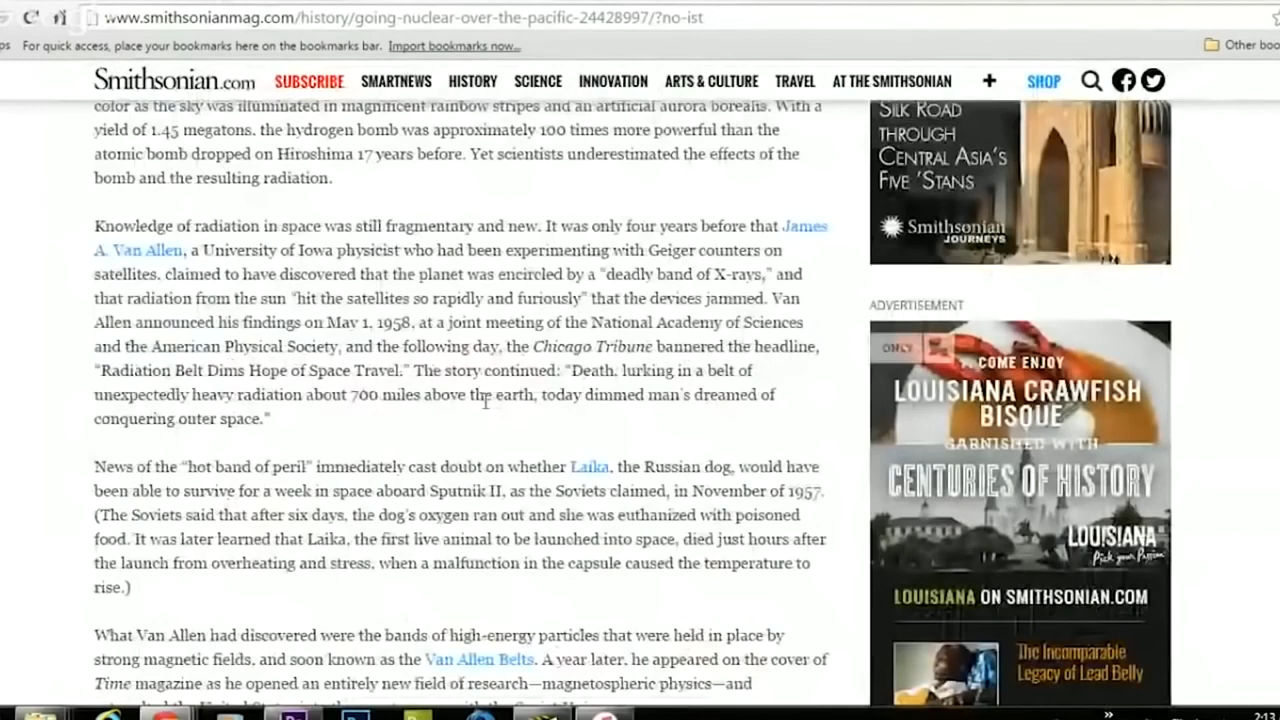 www.smithsonianmag.com/history/going-nuclear-over-the-pacific-24428997/?no-ist
For quick access, place your bookmarks here on the bookmarks bar. Import bookmarks now...
Other boo
Smithsonian.com SUBSCRIBE SMARTNEWS HISTORY SCIENCE INNOVATION ARTS & CULTURE TRAVEL AT THE SMITHSONIAN + SHOP
color as the sky was illuminated in magnificent rainbow stripes and an artificial aurora borealis. With a
yield of 1.45 megatons, the hydrogen bomb was approximately 100 times more powerful than the
atomic bomb dropped on Hiroshima 17 years before. Yet scientists underestimated the effects of the
bomb and the resulting radiation.
Knowledge of radiation in space was still fragmentary and new. It was only four years before that James
A. Van Allen, a University of Iowa physicist who had been experimenting with Geiger counters on
satellites, claimed to have discovered that the planet was encircled by a “deadly band of X-rays,” and
that radiation from the sun “hit the satellites so rapidly and furiously” that the devices jammed. Van
Allen announced his findings on May 1, 1958, at a joint meeting of the National Academy of Sciences
and the American Physical Society, and the following day, the Chicago Tribune bannered the headline,
“Radiation Belt Dims Hope of Space Travel.” The story continued: “Death, lurking in a belt of
unexpectedly heavy radiation about 700 miles above the earth, today dimmed man’s dreamed of
conquering outer space.”
News of the “hot band of peril” immediately cast doubt on whether Laika, the Russian dog, would have
been able to survive for a week in space aboard Sputnik II, as the Soviets claimed, in November of 1957.
(The Soviets said that after six days, the dog’s oxygen ran out and she was euthanized with poisoned
food. It was later learned that Laika, the first live animal to be launched into space, died just hours after
the launch from overheating and stress, when a malfunction in the capsule caused the temperature to
rise.)
What Van Allen had discovered were the bands of high-energy particles that were held in place by
strong magnetic fields, and soon known as the Van Allen Belts. A year later, he appeared on the cover of
Time magazine as he opened an entirely new field of research—magnetospheric physics—and
SILK ROAD
THROUGH
CENTRAL ASIA’S
FIVE ’STANS
Smithsonian
JOURNEYS
ADVERTISEMENT
ONLY
COME ENJOY
LOUISIANA CRAWFISH
BISQUE
GARNISHED WITH
CENTURIES OF HISTORY
LOUISIANA
Pick your Passion
LOUISIANA ON SMITHSONIAN.COM
The Incomparable
Legacy of Lead Belly